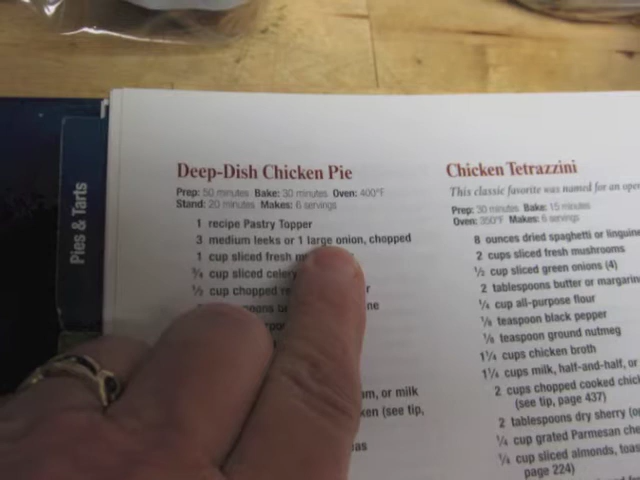 Pies & Tarts
Deep-Dish Chicken Pie
Prep: 50 minutes Bake: 30 minutes Oven: 400°F
Stand: 20 minutes Makes: 6 servings
1 recipe Pastry Topper
3 medium leeks or 1 large onion, chopped
1 cup sliced fresh
¾ cup sliced celery
½ cup chopped
om, or milk
(see tip,
Chicken Tetrazzini
This classic favorite was named for an
Prep: 30 minutes Bake: 15 minutes
Oven: 350°F Makes: 6 servings
8 ounces dried spaghetti or linguine
2 cups sliced fresh mushrooms
½ cup sliced green onions (4)
2 tablespoons butter or margarin
¼ cup all-purpose flour
⅛ teaspoon black pepper
⅛ teaspoon ground nutmeg
1¼ cups chicken broth
1¼ cups milk, half-and-half, or
2 cups chopped cooked chick
(see tip, page 437)
2 tablespoons dry sherry (o
¼ cup grated Parmesan che
¼ cup sliced almonds, toas
page 224)